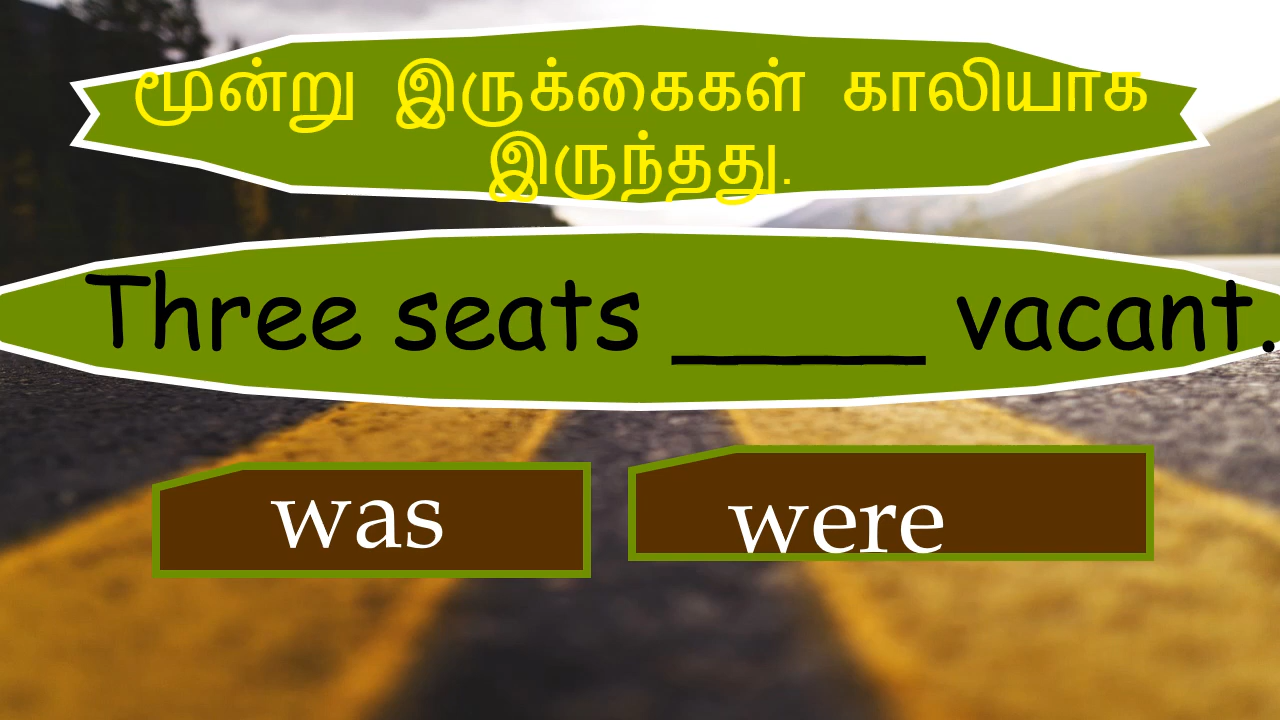 மூன்று இருக்கைகள் காலியாக
இருந்தது.
Three seats _____ vacant.
was
were